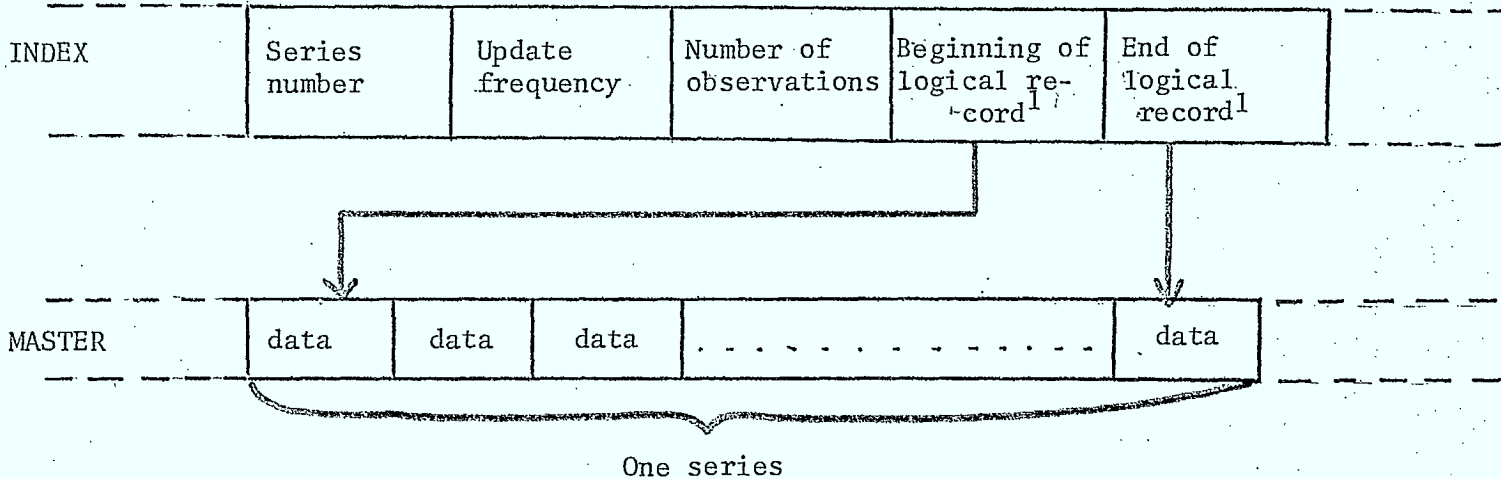 INDEX
Series number
Update frequency
Number of observations
Beginning of logical re-cord1
End of logical record1
MASTER
data
data
data
. . . . . . . . . . . . . .
data
One series